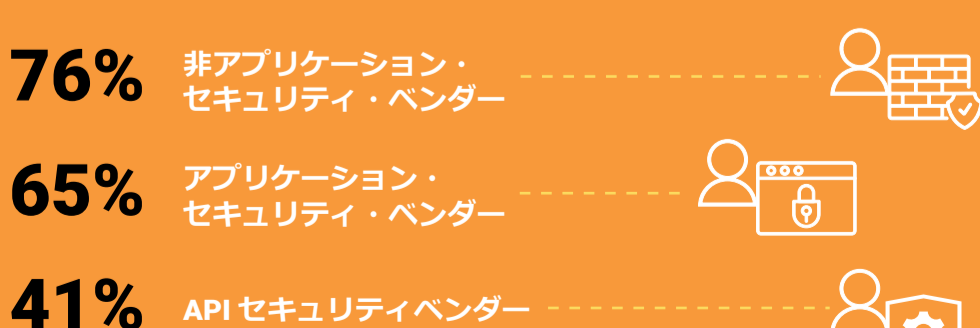 76%
非アプリケーション・
セキュリティ・ベンダー
65%
アプリケーション・
セキュリティ・ベンダー
41%
API セキュリティベンダー